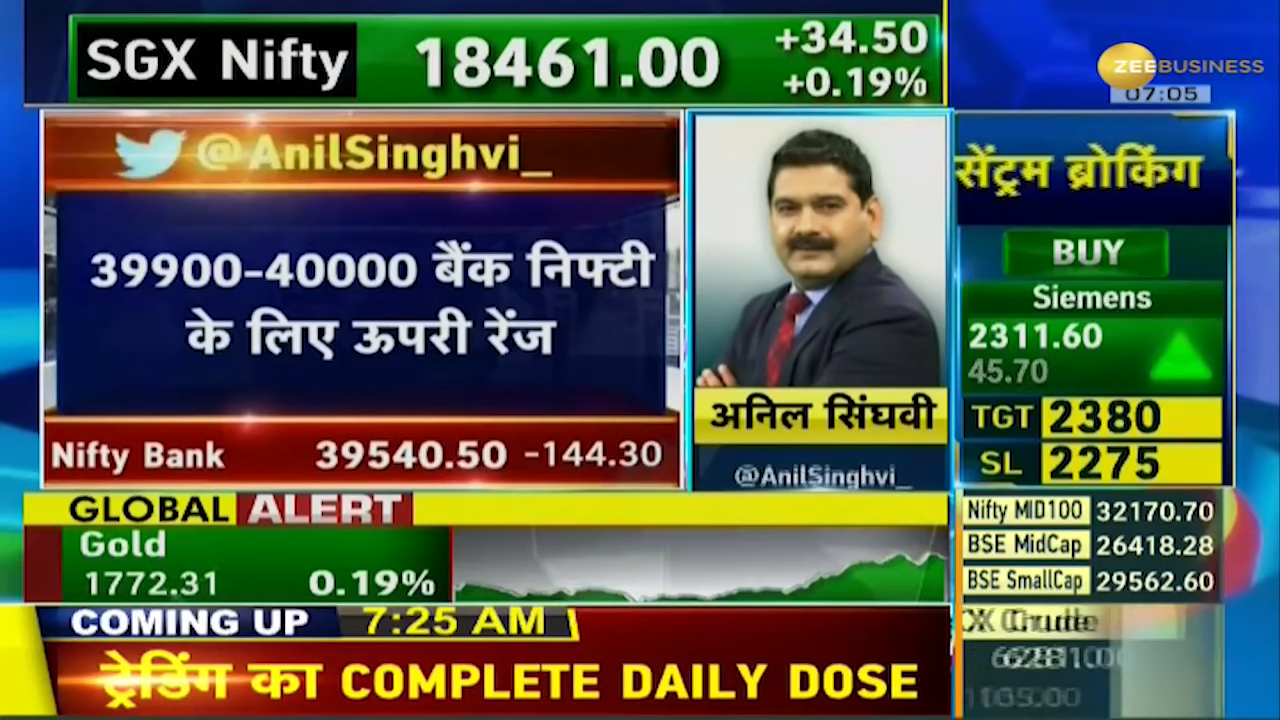 SGX Nifty 18461.00 +34.50
+0.19%
ZEEBUSINESS
07:05
@AnilSinghvi_
39900-40000 बैंक निफ्टी
के लिए ऊपरी रेंज
Nifty Bank 39540.50 -144.30
अनिल सिंघवी
@AnilSinghvi_
सेंट्रम ब्रोकिंग
BUY
Siemens
2311.60
45.70
TGT 2380
SL 2275
GLOBAL ALERT
Gold
1772.31 0.19%
Nifty MID100 32170.70
BSE MidCap 26418.28
BSE SmallCap 29562.60
Crude
COMING UP 7:25 AM
ट्रेडिंग का COMPLETE DAILY DOSE